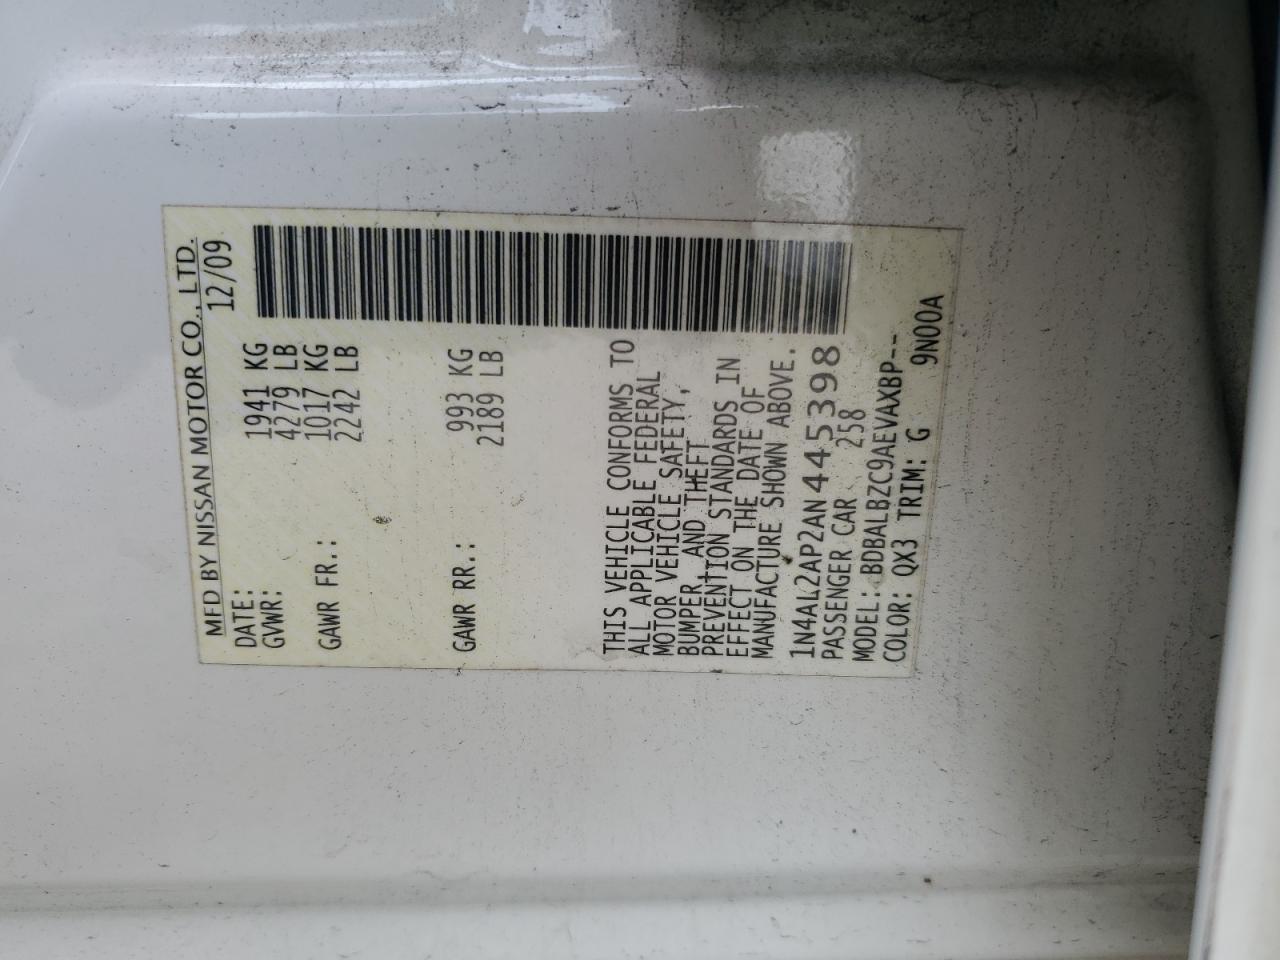 MFD BY NISSAN MOTOR CO., LTD.
DATE: 12/09
GVWR: 1941 KG
4279 LB
GAWR FR.: 1017 KG
2242 LB
GAWR RR.: 993 KG
2189 LB
THIS VEHICLE CONFORMS TO
ALL APPLICABLE FEDERAL
MOTOR VEHICLE SAFETY,
BUMPER, AND THEFT
PREVENTION STANDARDS IN
EFFECT ON THE DATE OF
MANUFACTURE SHOWN ABOVE.
1N4AL2AP2AN445398
PASSENGER CAR 258
MODEL: BDBALBZC9AEVAXBP--
COLOR: QX3 TRIM: G 9N00A